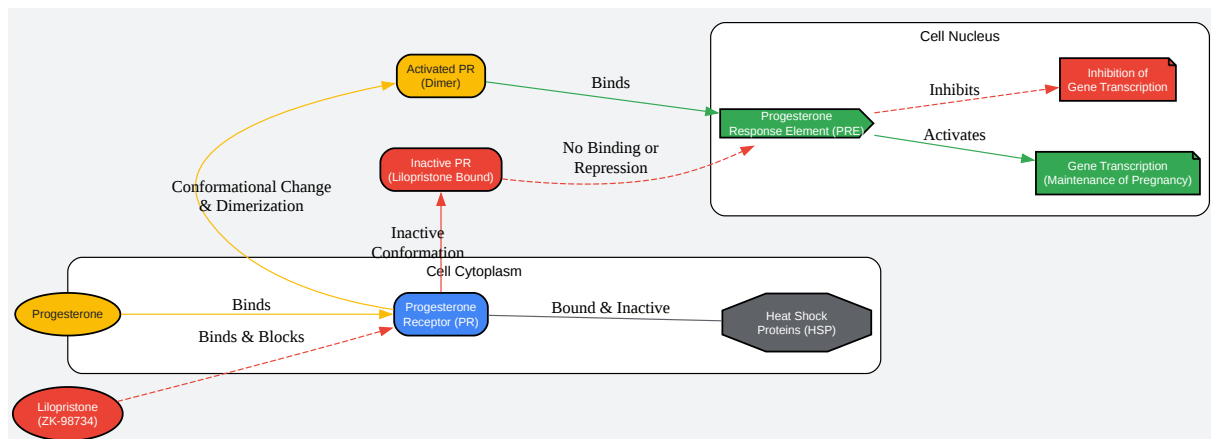 Cell Nucleus
Activated PR
(Dimer)
Binds
Inhibition of
Gene Transcription
Inhibits
Progesterone
Response Element (PRE)
Activates
No Binding or
Repression
Inactive PR
(Lilopristone Bound)
Gene Transcription
(Maintenance of Pregnancy)
Conformational Change
& Dimerization
Inactive
Conformation
Cell Cytoplasm
Progesterone
Binds
Progesterone
Receptor (PR)
Bound & Inactive
Heat Shock
Proteins (HSP)
Binds & Blocks
Lilopristone
(ZK-98734)